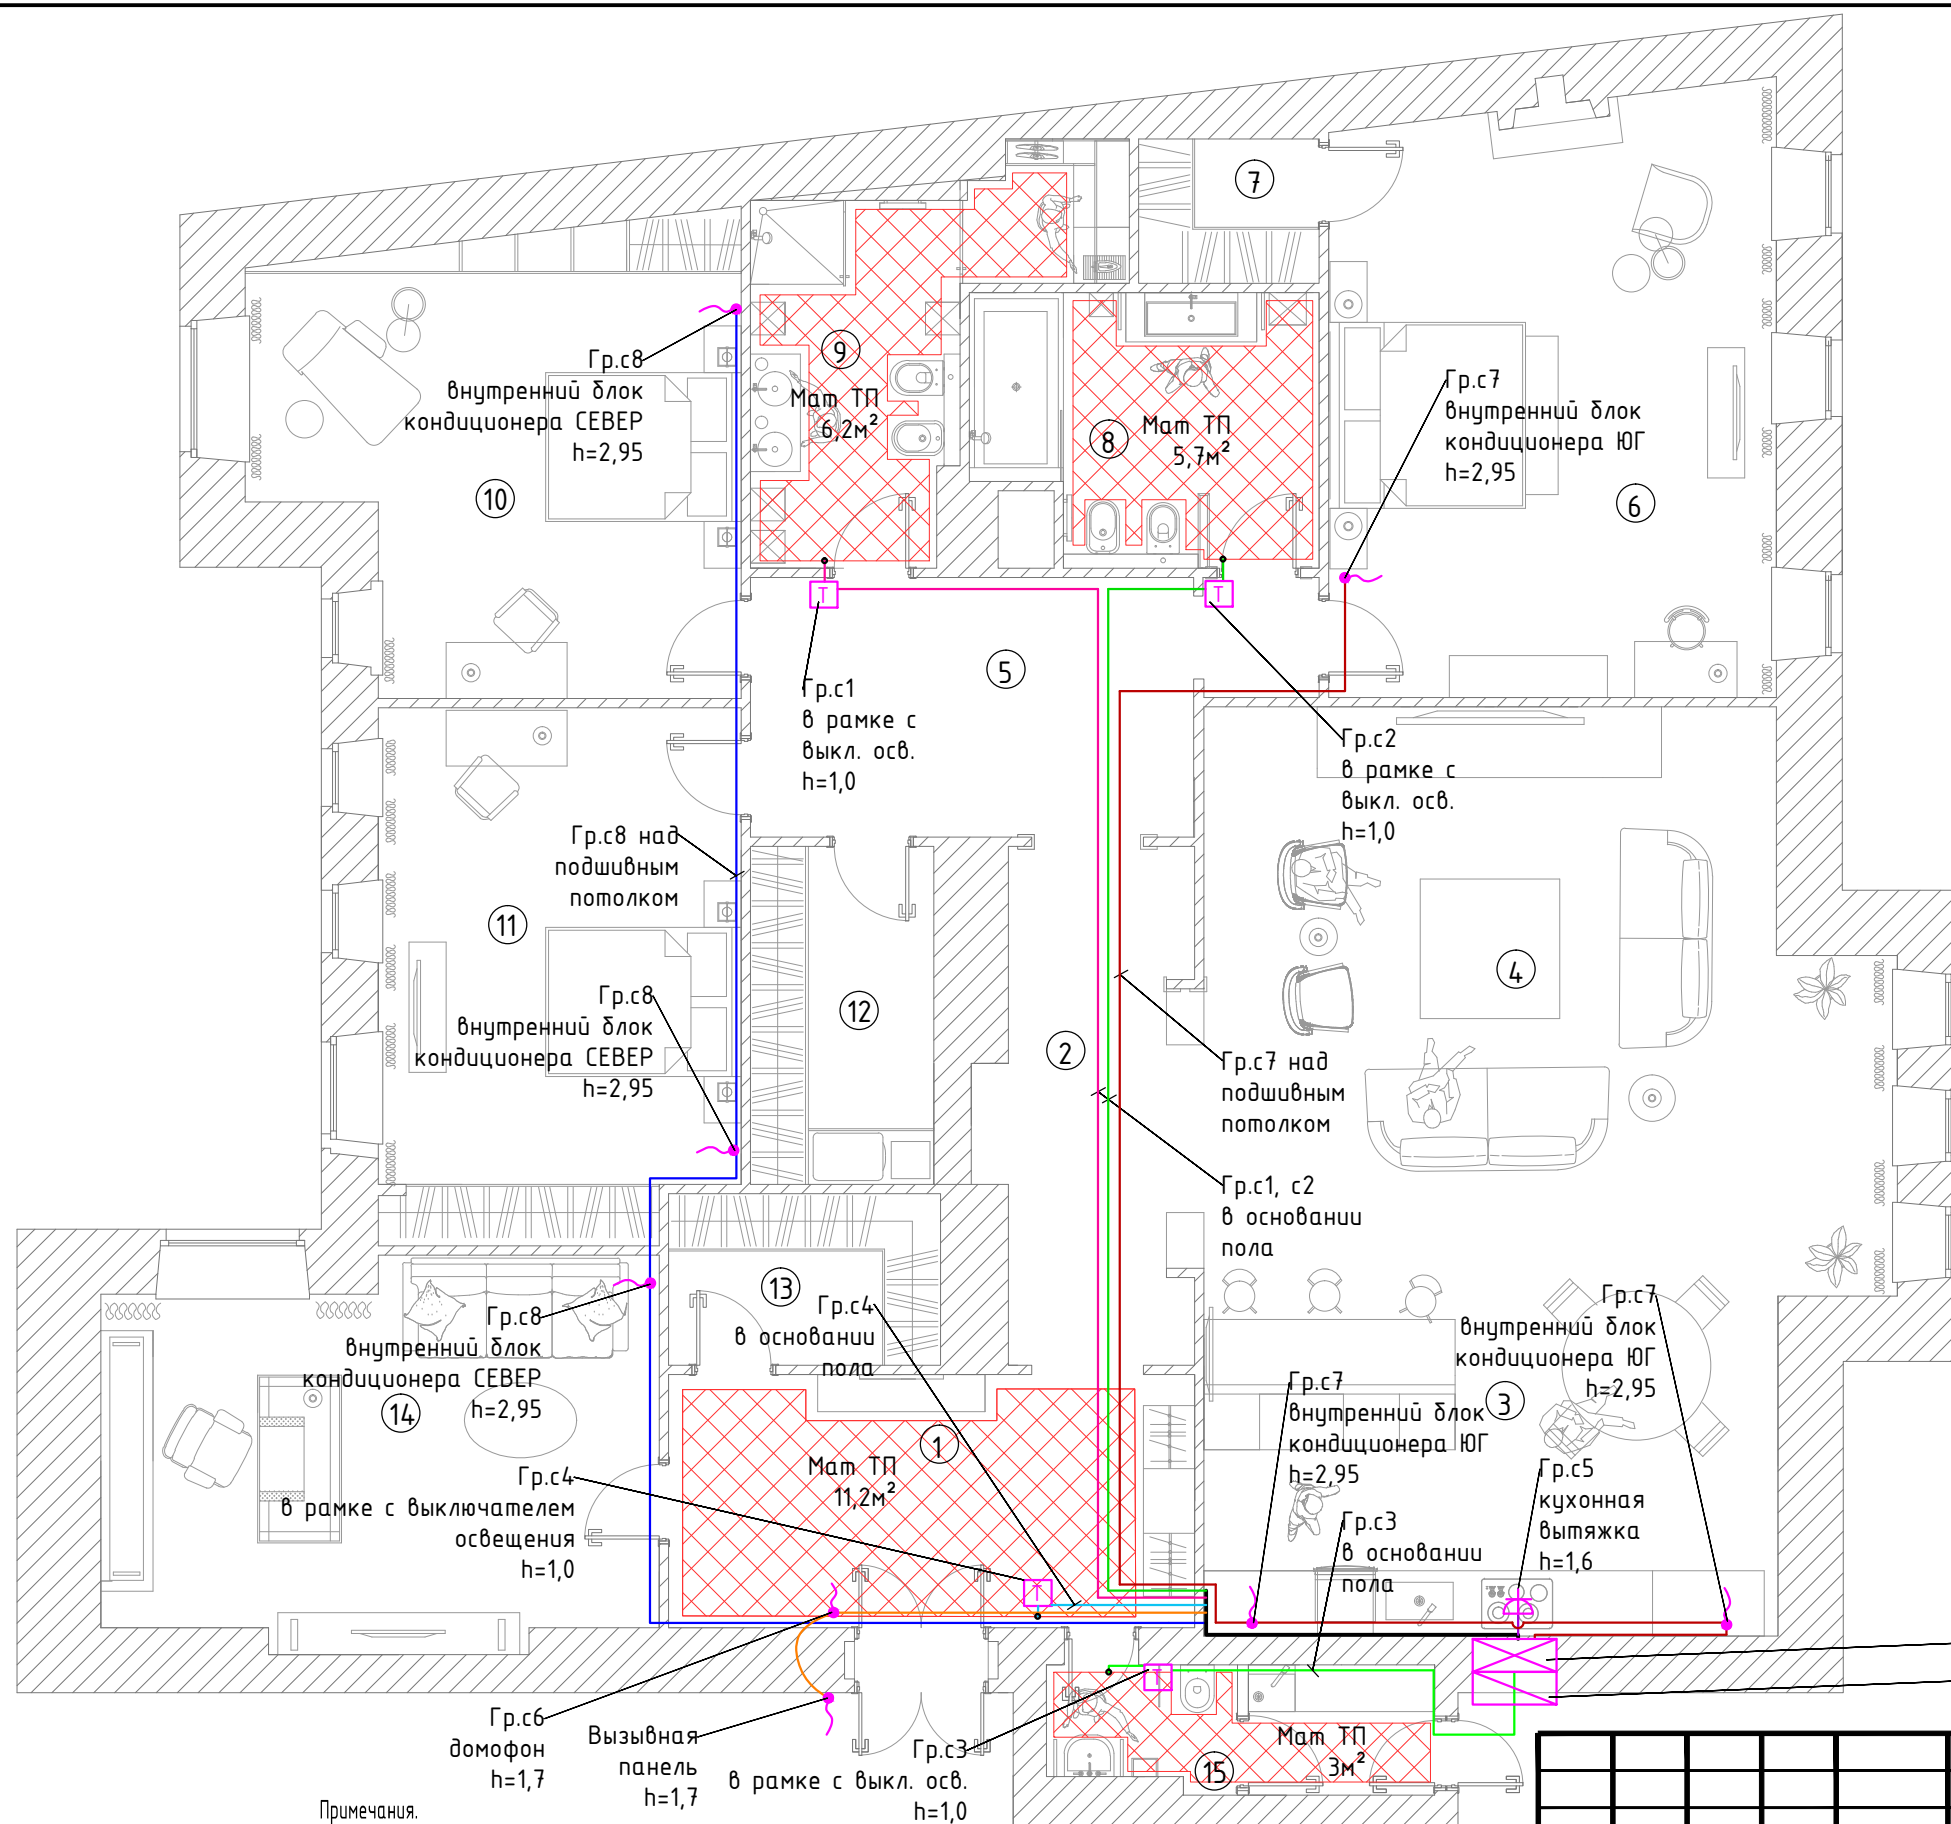 7
Гр.с8
внутренний блок
кондиционера СЕВЕР
h=2,95
9
Мат ТП
6,2м²
8
Мат ТП
5,7м²
Гр.с7
внутренний блок
кондиционера ЮГ
h=2,95
10
6
Т
Т
5
Гр.с1
в рамке с
выкл. осв.
h=1,0
Гр.с2
в рамке с
выкл. осв.
h=1,0
Гр.с8 над
подшивным
потолком
11
Гр.с8
внутренний блок
кондиционера СЕВЕР
h=2,95
12
4
2
Гр.с7 над
подшивным
потолком
Гр.с1, с2
в основании
пола
13
Гр.с4
в основании
пола
Гр.с8
внутренний блок
кондиционера СЕВЕР
h=2,95
14
Гр.с7
внутренний блок
кондиционера ЮГ
h=2,95
Гр.с7
внутренний блок
кондиционера ЮГ
h=2,95
3
1
Мат ТП
11,2м²
Гр.с4
в рамке с выключателем
освещения
h=1,0
Гр.с5
кухонная
вытяжка
h=1,6
Гр.с3
в основании
пола
Т
Т
Гр.с6
домофон
h=1,7
Вызывная
панель
h=1,7
Гр.с3
в рамке с выкл. осв.
h=1,0
Мат ТП
3м²
15
Примечания.